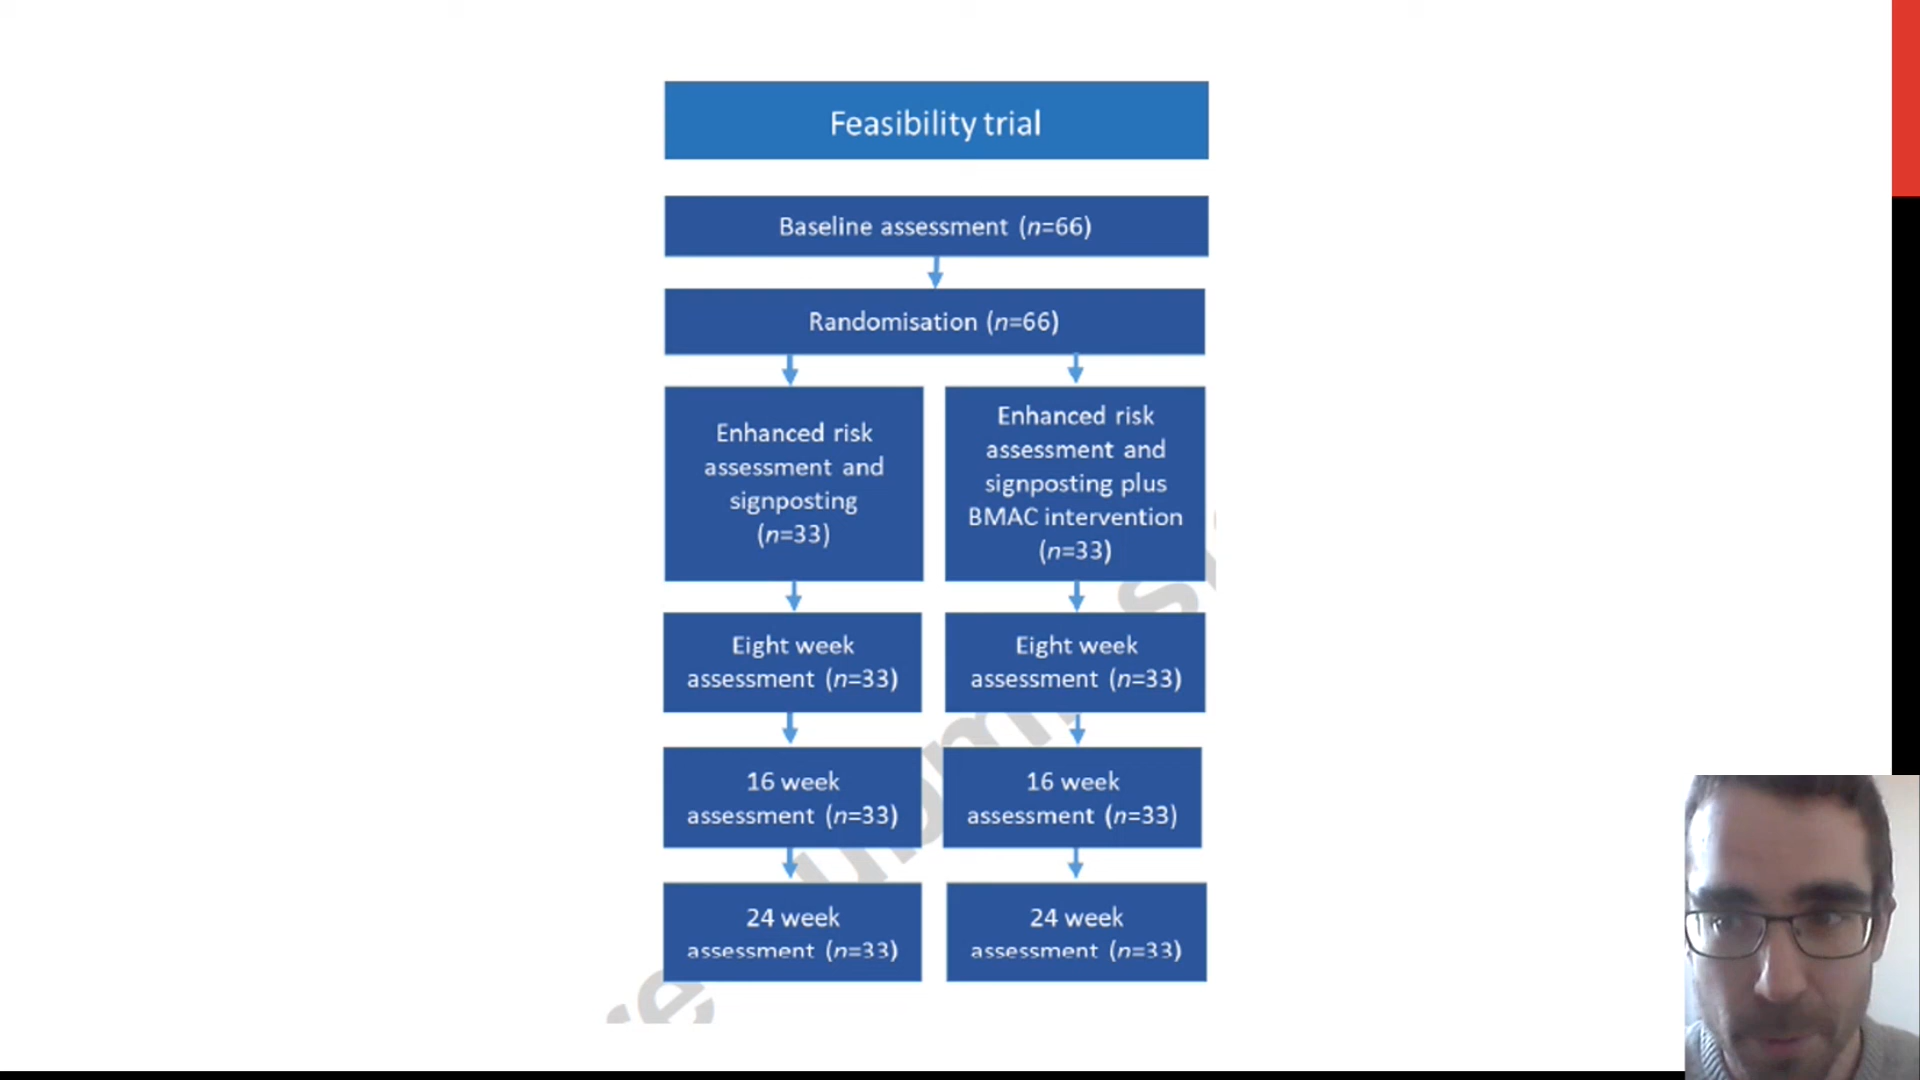 Feasibility trial
Baseline assessment (n=66)
Randomisation (n=66)
Enhanced risk
assessment and
signposting
(n=33)
Enhanced risk
assessment and
signposting plus
BMAC intervention
(n=33)
Eight week
assessment (n=33)
Eight week
assessment (n=33)
16 week
assessment (n=33)
16 week
assessment (n=33)
24 week
assessment (n=33)
24 week
assessment (n=33)